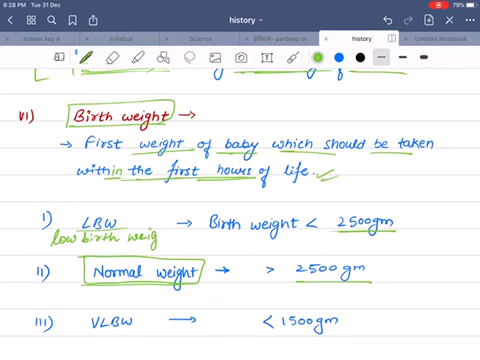 8:28 PM Tue 31 Dec
history
answer key A
syllabus
Science
history
Untitled Notebook
VI) Birth weight →
→ First weight of baby which should be taken
within the first hours of life.
I) LBW → Birth weight < 2500gm
low birth weig
II) Normal weight → > 2500gm
III) VLBW → < 1500gm